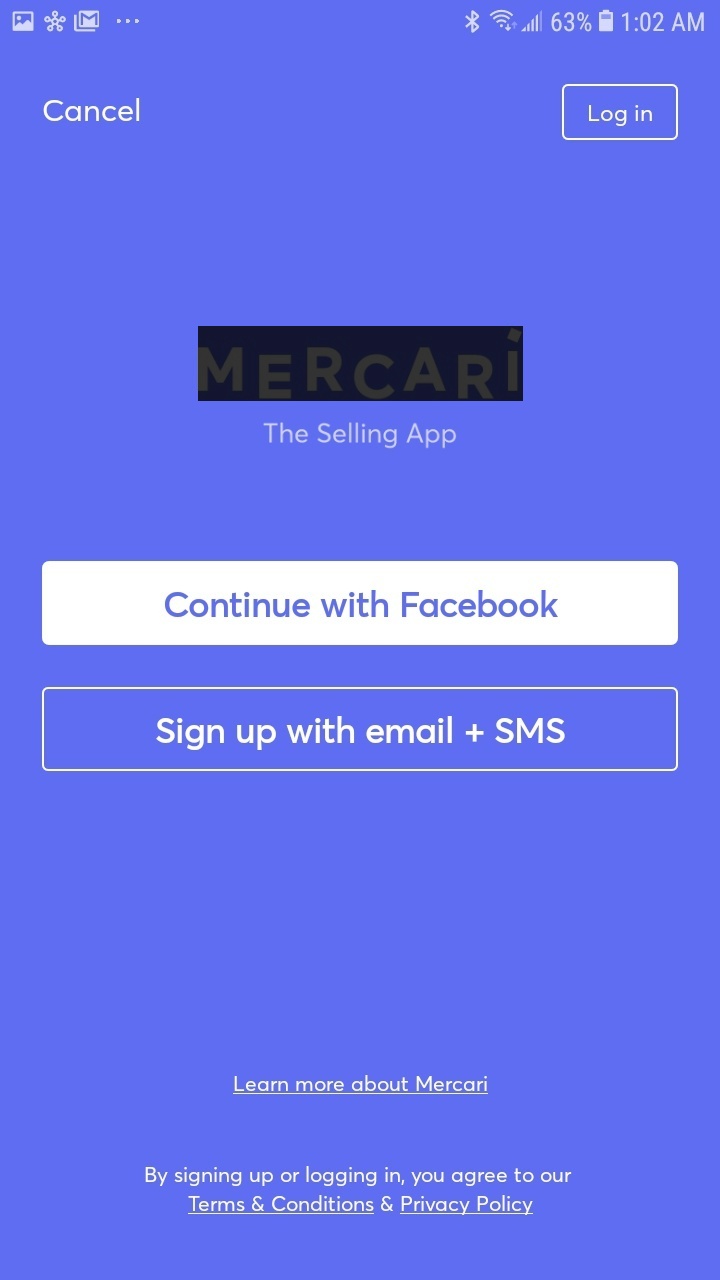 63% 1:02 AM
Cancel
Log in
MERCARI
The Selling App
Continue with Facebook
Sign up with email + SMS
Learn more about Mercari
By signing up or logging in, you agree to our
Terms & Conditions & Privacy Policy